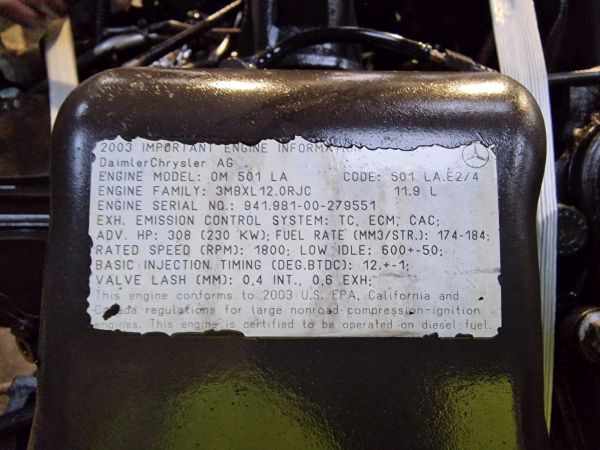 2003 IMPORTANT ENGINE INFORMAT
DaimlerChrysler AG
ENGINE MODEL: OM 501 LA CODE: 501 LA.E2/4
ENGINE FAMILY: 3MBXL12.0RJC 11.9 L
ENGINE SERIAL NO.: 941.981-00-279551
EXH. EMISSION CONTROL SYSTEM: TC, ECM, CAC;
ADV. HP: 308 (230 KW); FUEL RATE (MM3/STR.): 174-184;
RATED SPEED (RPM): 1800; LOW IDLE: 600+-50;
BASIC INJECTION TIMING (DEG.BTDC): 12.+-1;
VALVE LASH (MM): 0,4 INT., 0,6 EXH;
This engine conforms to 2003 U.S. EPA, California and
Canada regulations for large nonroad compression-ignition
engines. This engine is certified to be operated on diesel fuel.